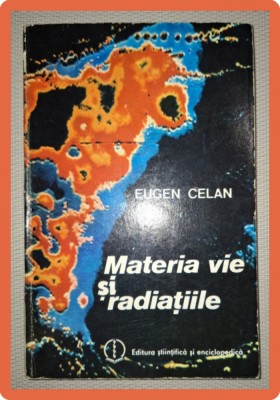 EUGEN CELAN
Materia vie
și
radiațiile
Editura științifică și enciclopedică